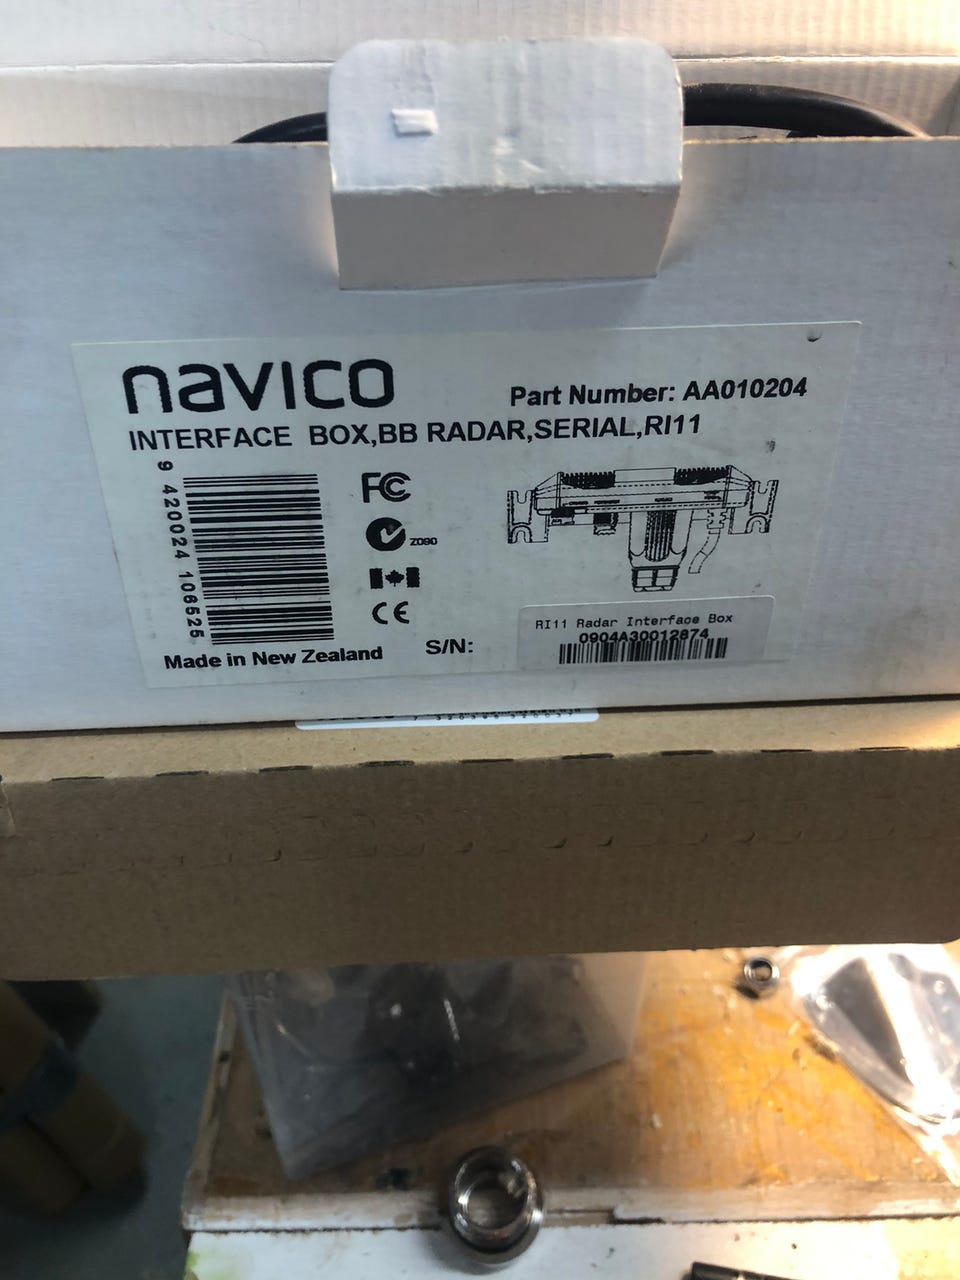 navico
Part Number: AA010204
INTERFACE BOX,BB RADAR,SERIAL,RI11
9 420024 106525
FC
Z090
CE
Made in New Zealand
S/N:
RI11 Radar Interface Box
0904A30012874